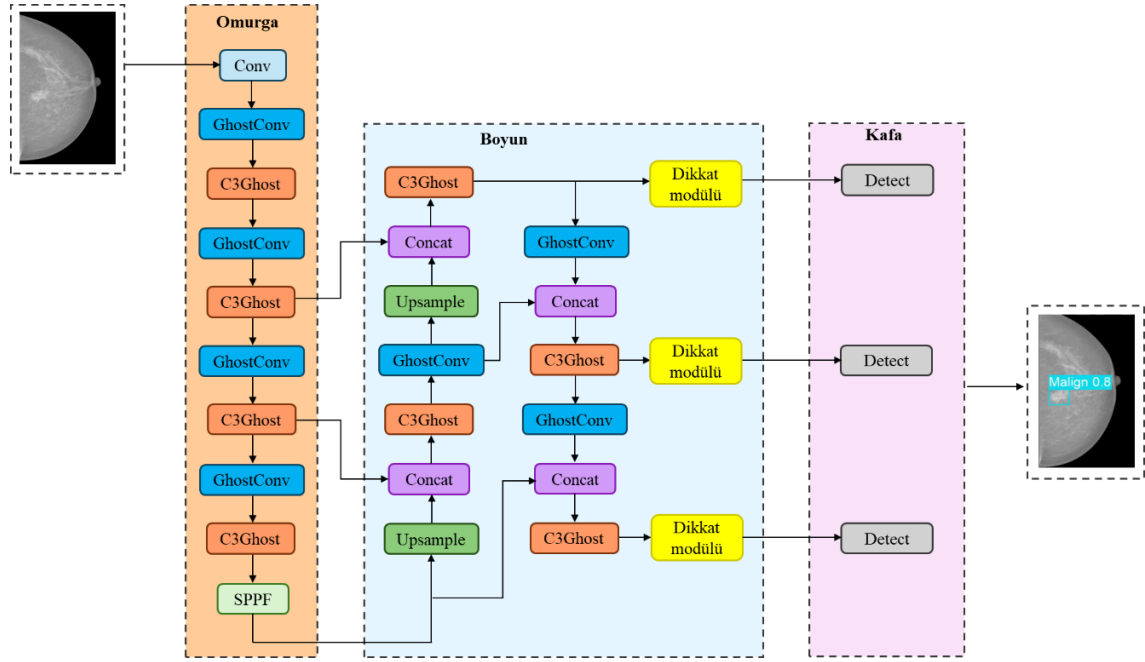 Omurga
Conv
GhostConv
C3Ghost
GhostConv
C3Ghost
GhostConv
C3Ghost
GhostConv
C3Ghost
SPPF
Boyun
C3Ghost
Concat
Upsample
GhostConv
C3Ghost
Concat
Upsample
GhostConv
Concat
C3Ghost
GhostConv
Concat
C3Ghost
Dikkat
modülü
Dikkat
modülü
Dikkat
modülü
Kafa
Detect
Detect
Detect
Malign 0.8